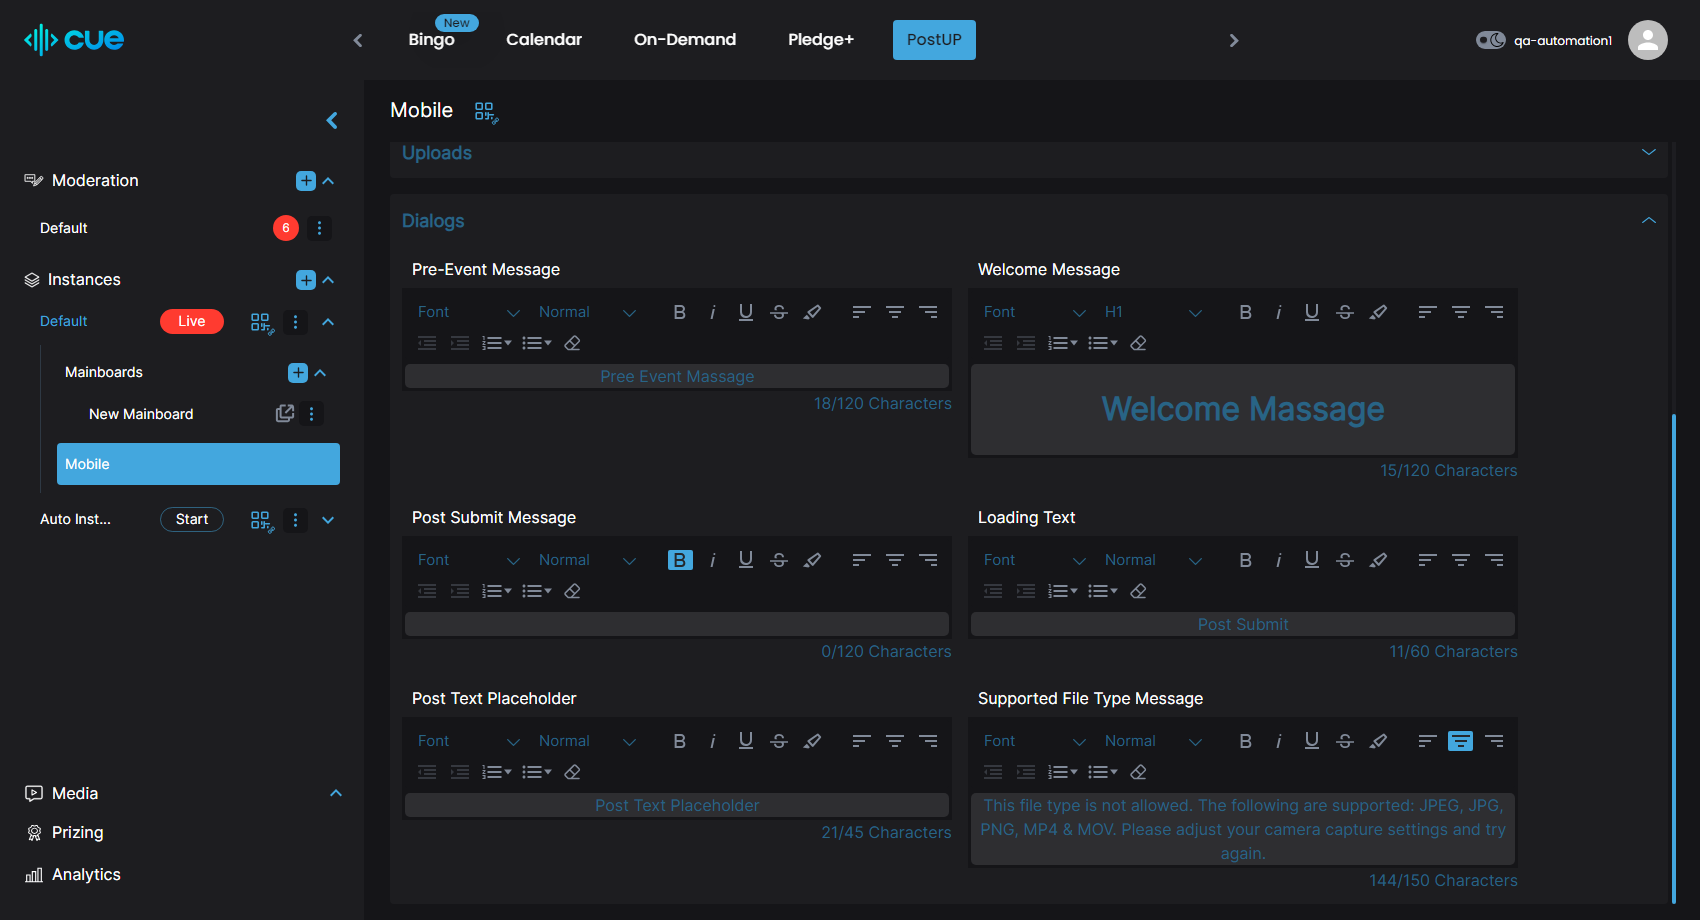 cue
New
Bingo
Calendar
On-Demand
Pledge+
PostUP
qa-automation1
Moderation
Default
6
Instances
Default
Live
Mainboards
New Mainboard
Mobile
Auto Inst...
Start
Media
Prizing
Analytics
Mobile
Uploads
Dialogs
Pre-Event Message
Font Normal B i U S
Pree Event Massage
18/120 Characters
Welcome Message
Font H1 B i U S
Welcome Massage
15/120 Characters
Post Submit Message
Font Normal B i U S
0/120 Characters
Loading Text
Font Normal B i U S
Post Submit
11/60 Characters
Post Text Placeholder
Font Normal B i U S
Post Text Placeholder
21/45 Characters
Supported File Type Message
Font Normal B i U S
This file type is not allowed. The following are supported: JPEG, JPG,
PNG, MP4 & MOV. Please adjust your camera capture settings and try
again.
144/150 Characters